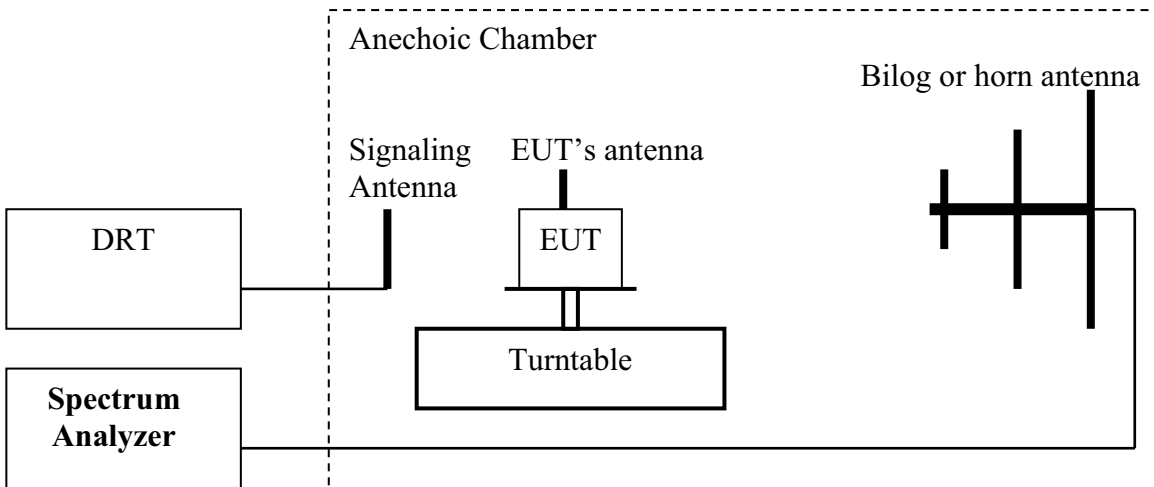 Anechoic Chamber
Bilog or horn antenna
Signaling
Antenna
EUT’s antenna
DRT
EUT
Turntable
Spectrum
Analyzer